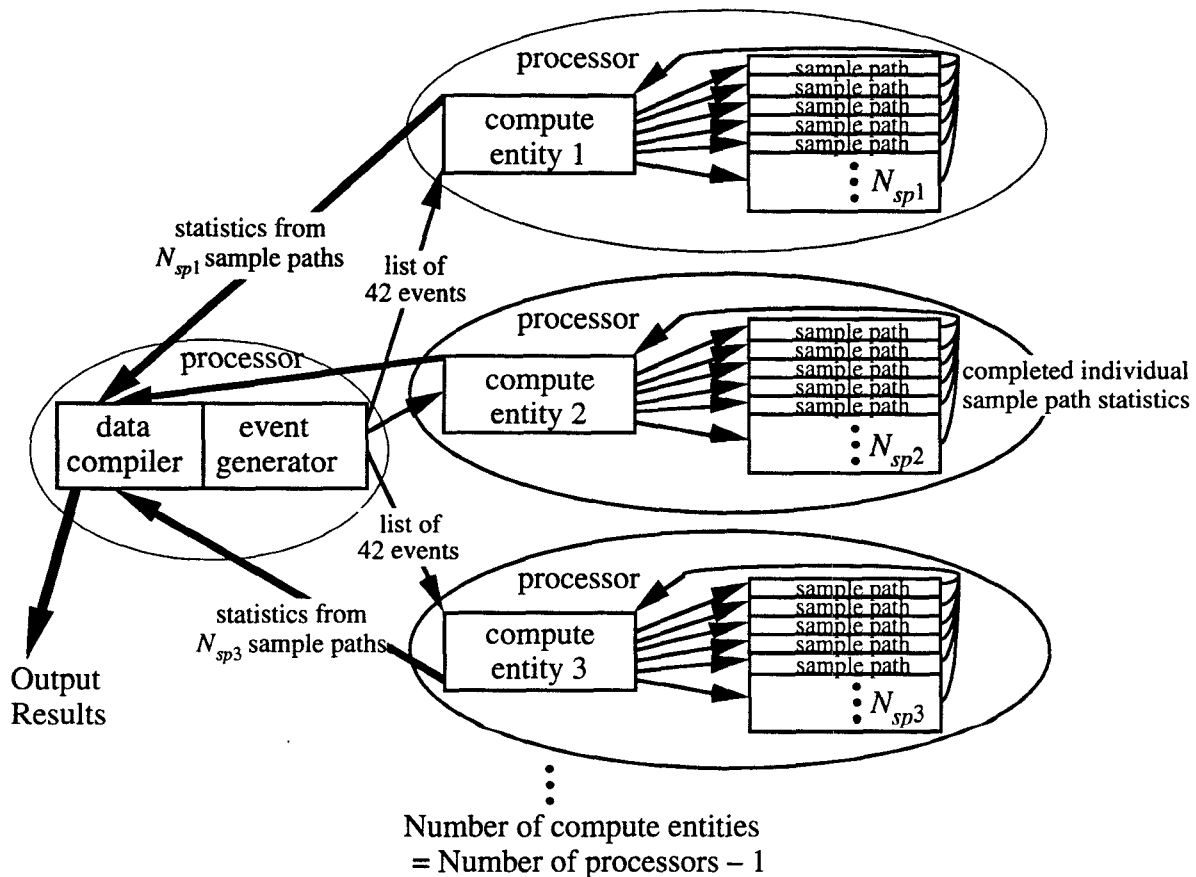 processor
compute
entity 1
sample path
sample path
sample path
sample path
sample path
N_sp1
statistics from
N_sp1 sample paths
list of
42 events
processor
data
compiler
event
generator
processor
compute
entity 2
sample path
sample path
sample path
sample path
sample path
N_sp2
completed individual
sample path statistics
list of
42 events
statistics from
N_sp3 sample paths
processor
compute
entity 3
sample path
sample path
sample path
sample path
sample path
N_sp3
Output
Results
Number of compute entities
= Number of processors – 1